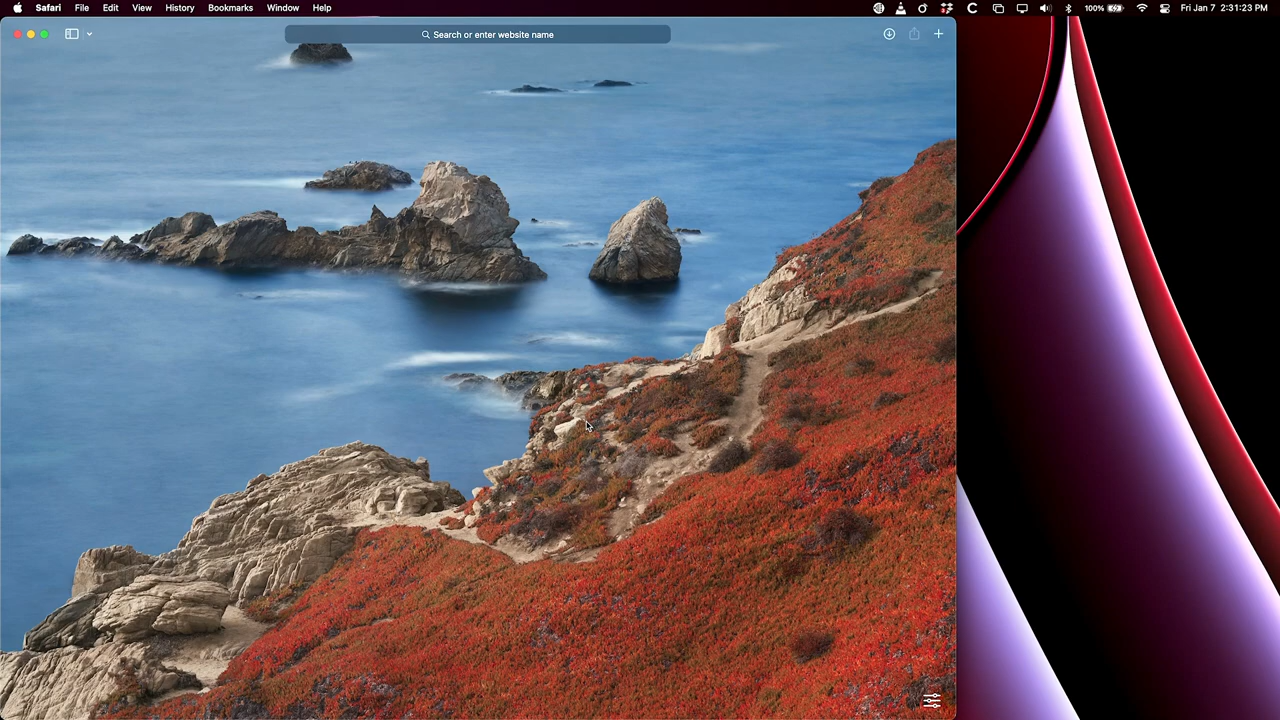 Safari File Edit View History Bookmarks Window Help 100% Fri Jan 7 2:31:23 PM
Search or enter website name